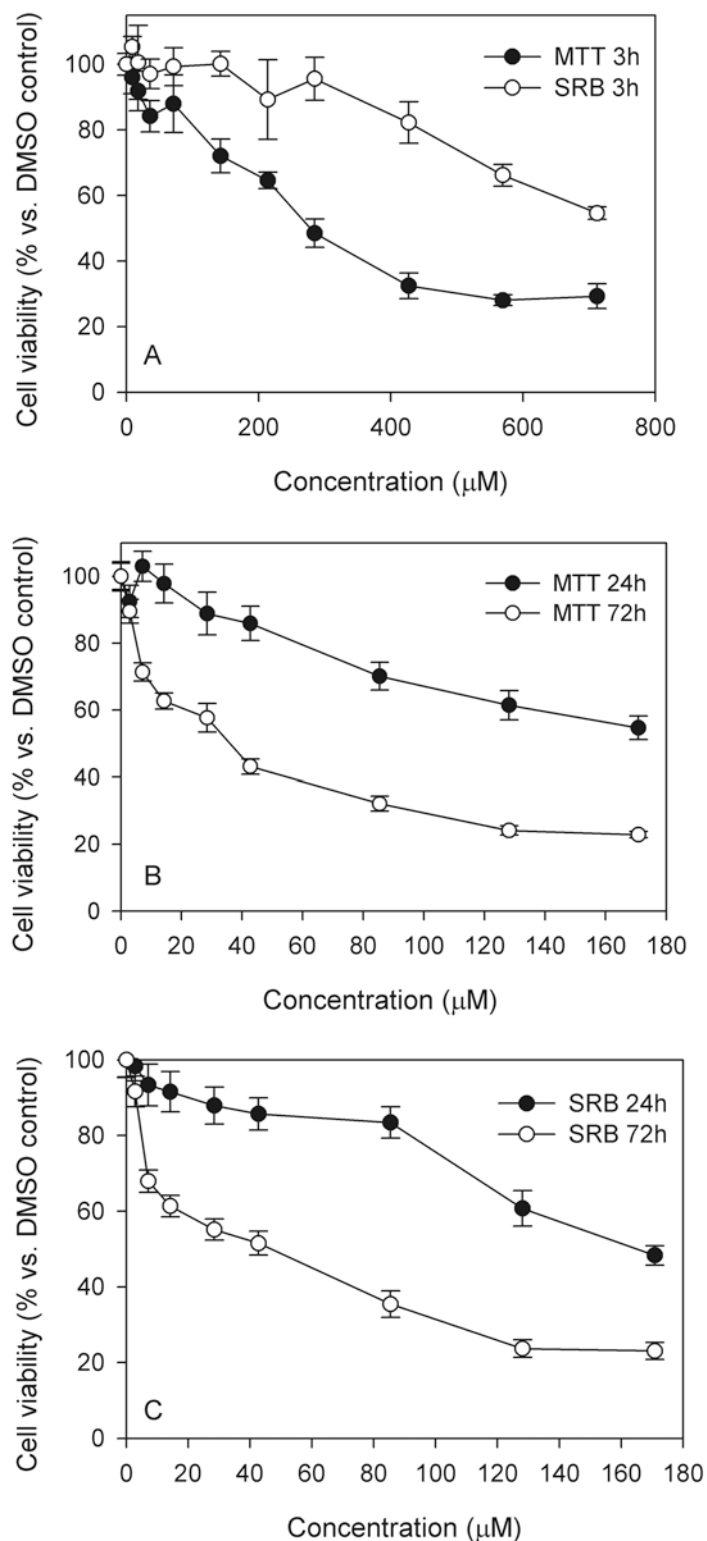 Cell viability (% vs. DMSO control)
100
80
60
40
20
0
MTT 3h
SRB 3h
A
0 200 400 600 800
Concentration (μM)
Cell viability (% vs. DMSO control)
100
80
60
40
20
0
MTT 24h
MTT 72h
B
0 20 40 60 80 100 120 140 160 180
Concentration (μM)
Cell viability (% vs. DMSO control)
100
80
60
40
20
0
SRB 24h
SRB 72h
C
0 20 40 60 80 100 120 140 160 180
Concentration (μM)